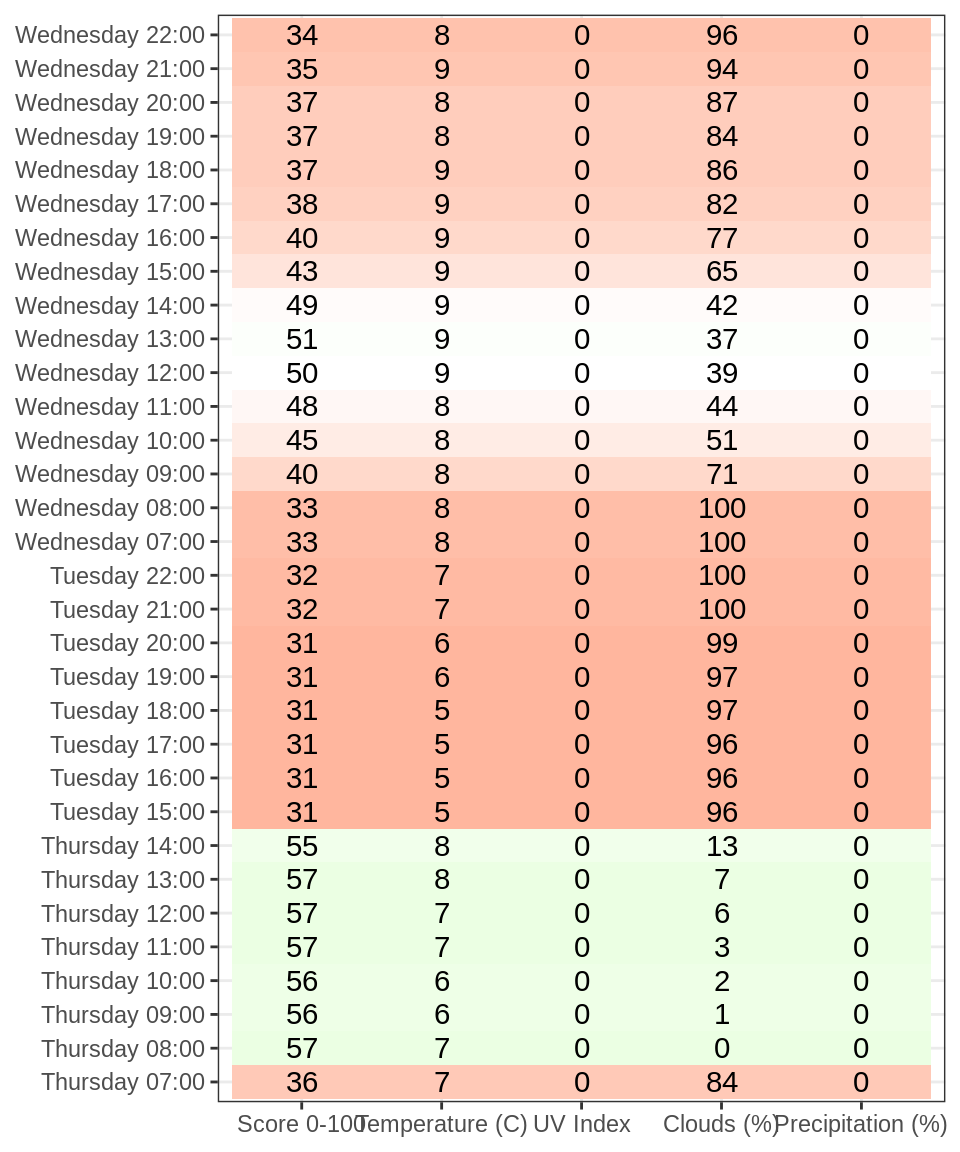 Wednesday 22:00 34 8 0 96 0
Wednesday 21:00 35 9 0 94 0
Wednesday 20:00 37 8 0 87 0
Wednesday 19:00 37 8 0 84 0
Wednesday 18:00 37 9 0 86 0
Wednesday 17:00 38 9 0 82 0
Wednesday 16:00 40 9 0 77 0
Wednesday 15:00 43 9 0 65 0
Wednesday 14:00 49 9 0 42 0
Wednesday 13:00 51 9 0 37 0
Wednesday 12:00 50 9 0 39 0
Wednesday 11:00 48 8 0 44 0
Wednesday 10:00 45 8 0 51 0
Wednesday 09:00 40 8 0 71 0
Wednesday 08:00 33 8 0 100 0
Wednesday 07:00 33 8 0 100 0
Tuesday 22:00 32 7 0 100 0
Tuesday 21:00 32 7 0 100 0
Tuesday 20:00 31 6 0 99 0
Tuesday 19:00 31 6 0 97 0
Tuesday 18:00 31 5 0 97 0
Tuesday 17:00 31 5 0 96 0
Tuesday 16:00 31 5 0 96 0
Tuesday 15:00 31 5 0 96 0
Thursday 14:00 55 8 0 13 0
Thursday 13:00 57 8 0 7 0
Thursday 12:00 57 7 0 6 0
Thursday 11:00 57 7 0 3 0
Thursday 10:00 56 6 0 2 0
Thursday 09:00 56 6 0 1 0
Thursday 08:00 57 7 0 0 0
Thursday 07:00 36 7 0 84 0
Score 0-100 Temperature (C) UV Index Clouds (%) Precipitation (%)